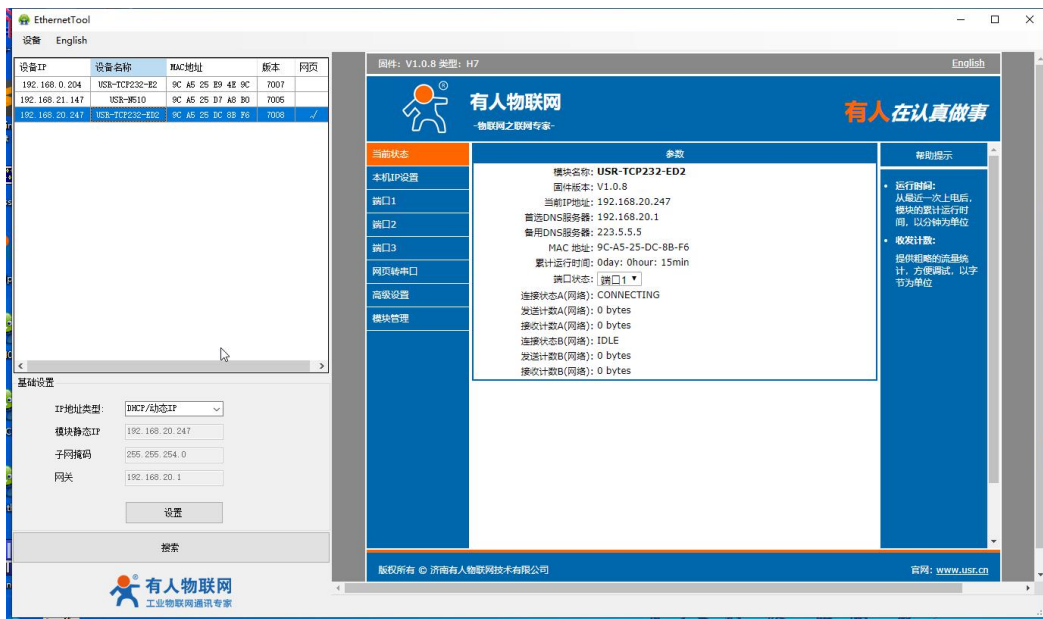 EthernetTool
设备 English
设备IP 设备名称 MAC地址 版本 网页
192.168.0.204 USR-TCP232-E2 9C A5 25 E9 4E 9C 7007
192.168.21.147 USR-N510 9C A5 25 D7 A8 B0 7005
192.168.20.247 USR-TCP232-ED2 9C A5 25 DC 8B F6 7008 √
基础设置
IP地址类型: DHCP/动态IP
模块静态IP 192.168.20.247
子网掩码 255.255.254.0
网关 192.168.20.1
设置
搜索
有人物联网
工业物联网通讯专家
固件: V1.0.8 类型: H7 English
有人物联网
-物联网之联网专家-
有人在认真做事
当前状态
本机IP设置
端口1
端口2
端口3
网页转串口
高级设置
模块管理
参数
模块名称: USR-TCP232-ED2
固件版本: V1.0.8
当前IP地址: 192.168.20.247
首选DNS服务器: 192.168.20.1
备用DNS服务器: 223.5.5.5
MAC 地址: 9C-A5-25-DC-8B-F6
累计运行时间: 0day: 0hour: 15min
端口状态: 端口1
连接状态A(网络): CONNECTING
发送计数A(网络): 0 bytes
接收计数A(网络): 0 bytes
连接状态B(网络): IDLE
发送计数B(网络): 0 bytes
接收计数B(网络): 0 bytes
帮助提示
• 运行时间:
从最近一次上电后，
模块的累计运行时
间，以分钟为单位
• 收发计数:
提供粗略的流量统
计，方便调试，以字
节为单位
版权所有 © 济南有人物联网技术有限公司 官网: www.usr.cn